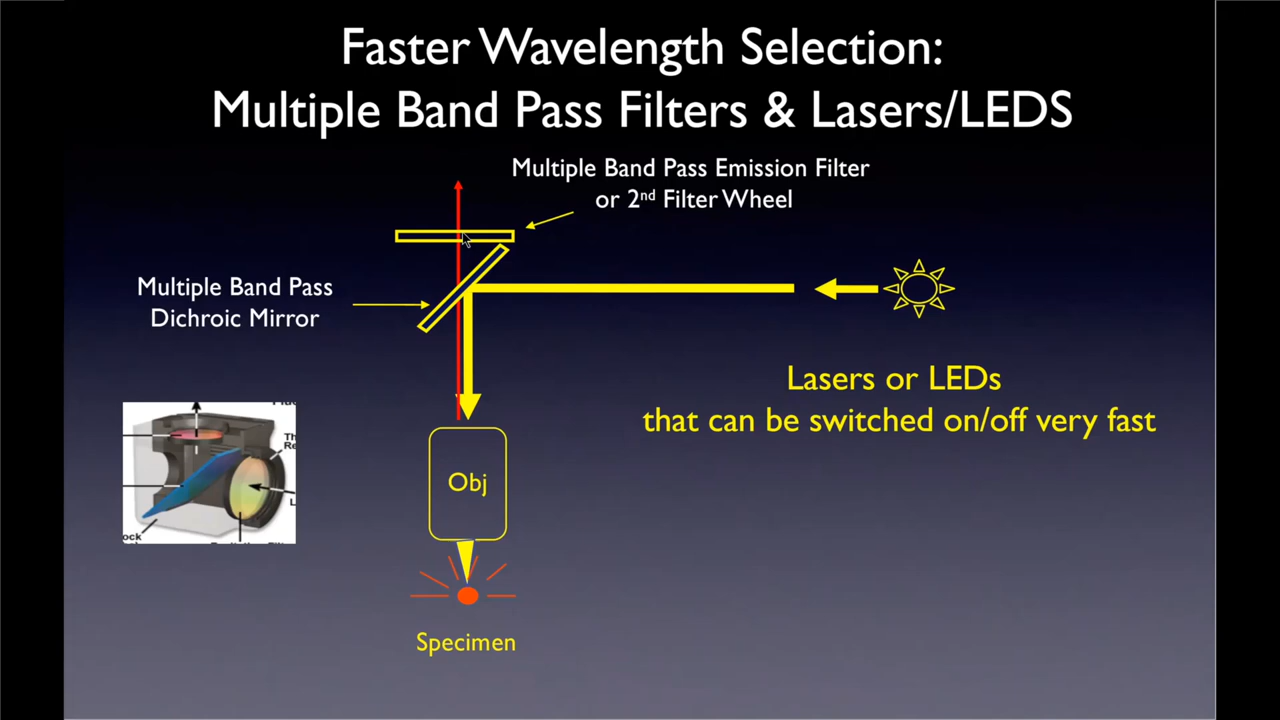 Faster Wavelength Selection:
Multiple Band Pass Filters & Lasers/LEDS
Multiple Band Pass Emission Filter
or 2nd Filter Wheel
Multiple Band Pass
Dichroic Mirror
Lasers or LEDs
that can be switched on/off very fast
Obj
Specimen